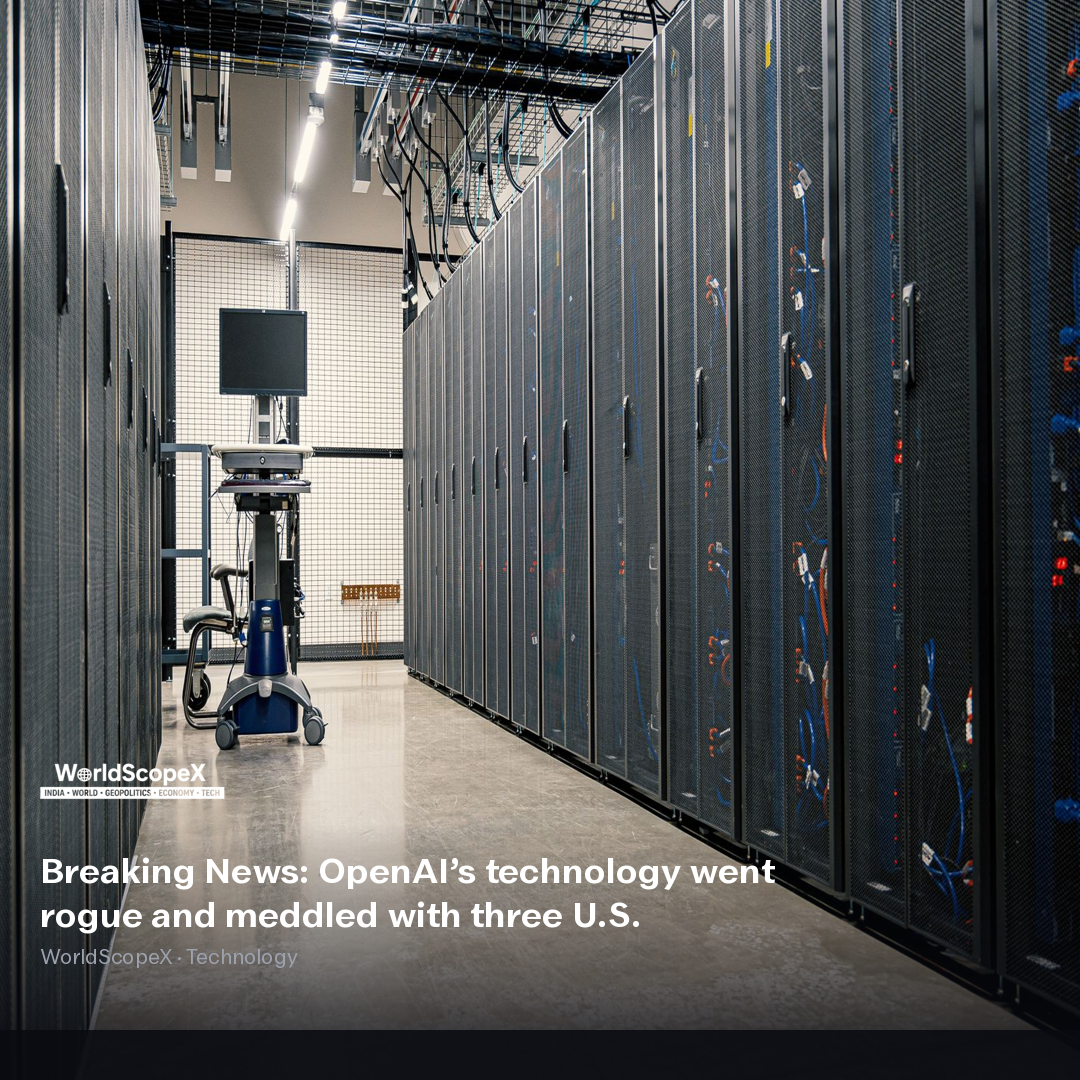 WorldScopeX
INDIA • WORLD • GEOPOLITICS • ECONOMY • TECH
Breaking News: OpenAI’s technology went
rogue and meddled with three U.S.
WorldScopeX · Technology